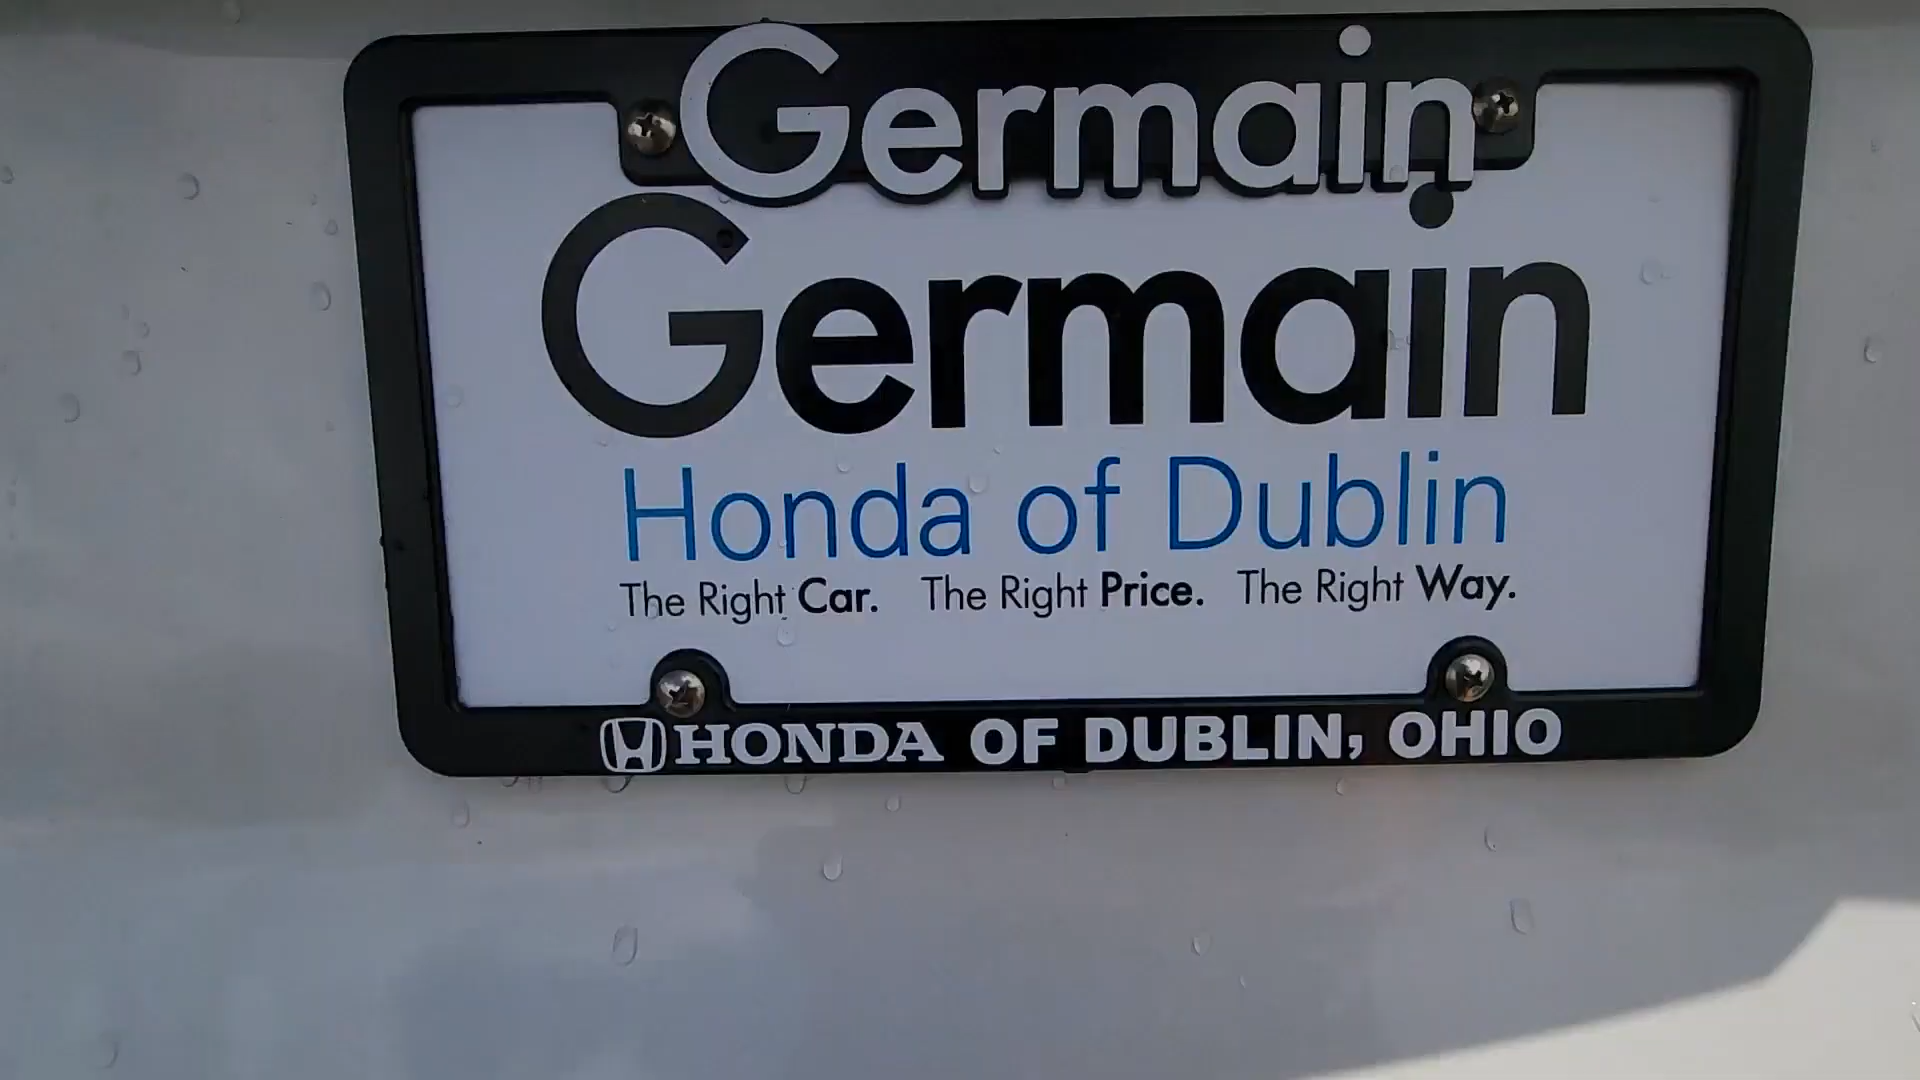 Germain
Germain
Honda of Dublin
The Right Car. The Right Price. The Right Way.
HONDA OF DUBLIN, OHIO